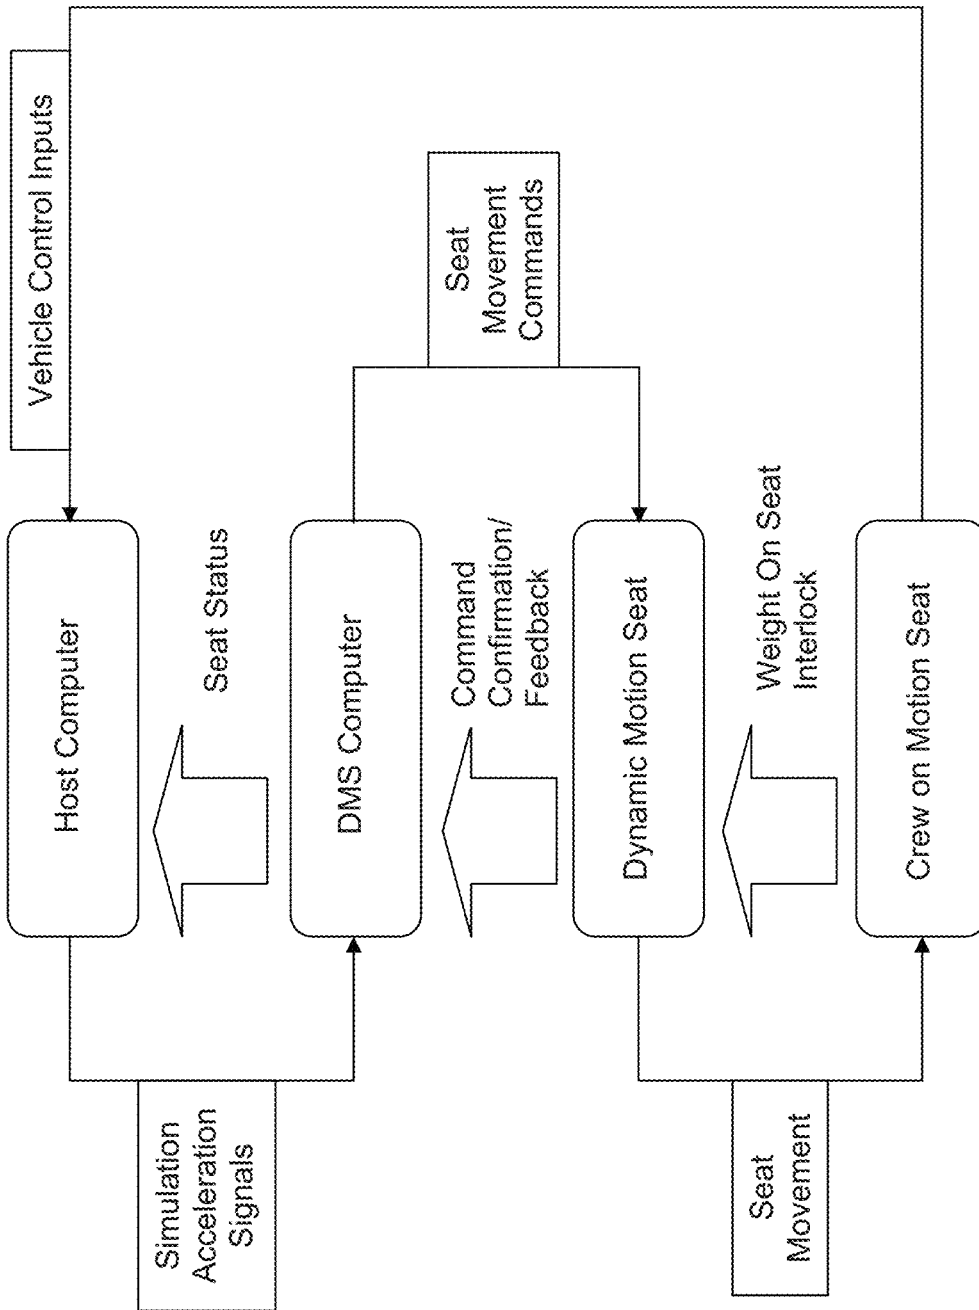 Vehicle Control Inputs
Host Computer
Simulation
Acceleration
Signals
Seat Status
DMS Computer
Seat
Movement
Commands
Command
Confirmation/
Feedback
Dynamic Motion Seat
Seat
Movement
Weight On Seat
Interlock
Crew on Motion Seat